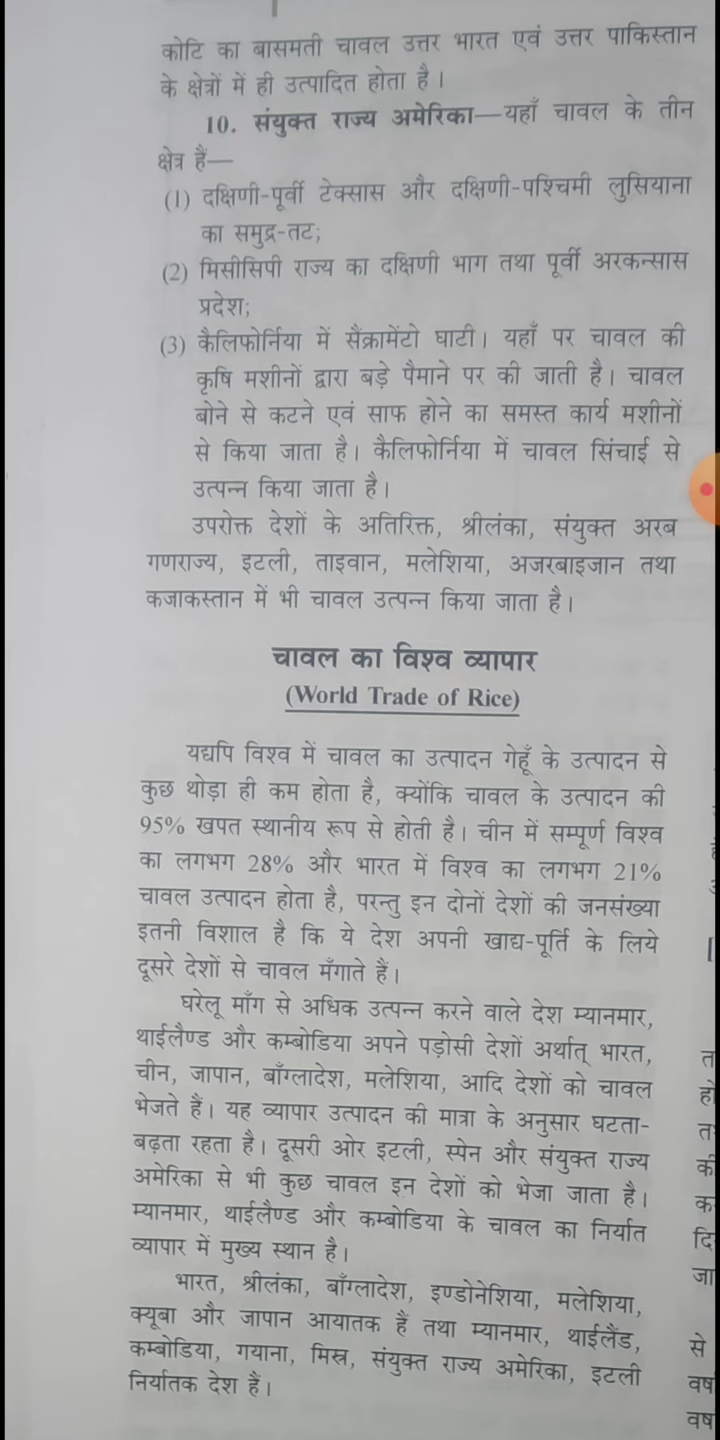 कोटि का बासमती चावल उत्तर भारत एवं उत्तर पाकिस्तान
के क्षेत्रों में ही उत्पादित होता है।
10. संयुक्त राज्य अमेरिका—यहाँ चावल के तीन
क्षेत्र हैं—
(1) दक्षिणी-पूर्वी टेक्सास और दक्षिणी-पश्चिमी लुसियाना
का समुद्र-तट;
(2) मिसीसिपी राज्य का दक्षिणी भाग तथा पूर्वी अरकन्सास
प्रदेश;
(3) कैलिफोर्निया में सैंक्रामेंटो घाटी। यहाँ पर चावल की
कृषि मशीनों द्वारा बड़े पैमाने पर की जाती है। चावल
बोने से कटने एवं साफ होने का समस्त कार्य मशीनों
से किया जाता है। कैलिफोर्निया में चावल सिंचाई से
उत्पन्न किया जाता है।
उपरोक्त देशों के अतिरिक्त, श्रीलंका, संयुक्त अरब
गणराज्य, इटली, ताइवान, मलेशिया, अजरबाइजान तथा
कजाकस्तान में भी चावल उत्पन्न किया जाता है।
चावल का विश्व व्यापार
(World Trade of Rice)
यद्यपि विश्व में चावल का उत्पादन गेहूँ के उत्पादन से
कुछ थोड़ा ही कम होता है, क्योंकि चावल के उत्पादन की
95% खपत स्थानीय रूप से होती है। चीन में सम्पूर्ण विश्व
का लगभग 28% और भारत में विश्व का लगभग 21%
चावल उत्पादन होता है, परन्तु इन दोनों देशों की जनसंख्या
इतनी विशाल है कि ये देश अपनी खाद्य-पूर्ति के लिये
दूसरे देशों से चावल मँगाते हैं।
घरेलू माँग से अधिक उत्पन्न करने वाले देश म्यानमार,
थाईलैण्ड और कम्बोडिया अपने पड़ोसी देशों अर्थात् भारत,
चीन, जापान, बाँग्लादेश, मलेशिया, आदि देशों को चावल
भेजते हैं। यह व्यापार उत्पादन की मात्रा के अनुसार घटता-
बढ़ता रहता है। दूसरी ओर इटली, स्पेन और संयुक्त राज्य
अमेरिका से भी कुछ चावल इन देशों को भेजा जाता है।
म्यानमार, थाईलैण्ड और कम्बोडिया के चावल का निर्यात
व्यापार में मुख्य स्थान है।
भारत, श्रीलंका, बाँग्लादेश, इण्डोनेशिया, मलेशिया,
क्यूबा और जापान आयातक हैं तथा म्यानमार, थाईलैंड,
कम्बोडिया, गयाना, मिस्र, संयुक्त राज्य अमेरिका, इटली
निर्यातक देश हैं।